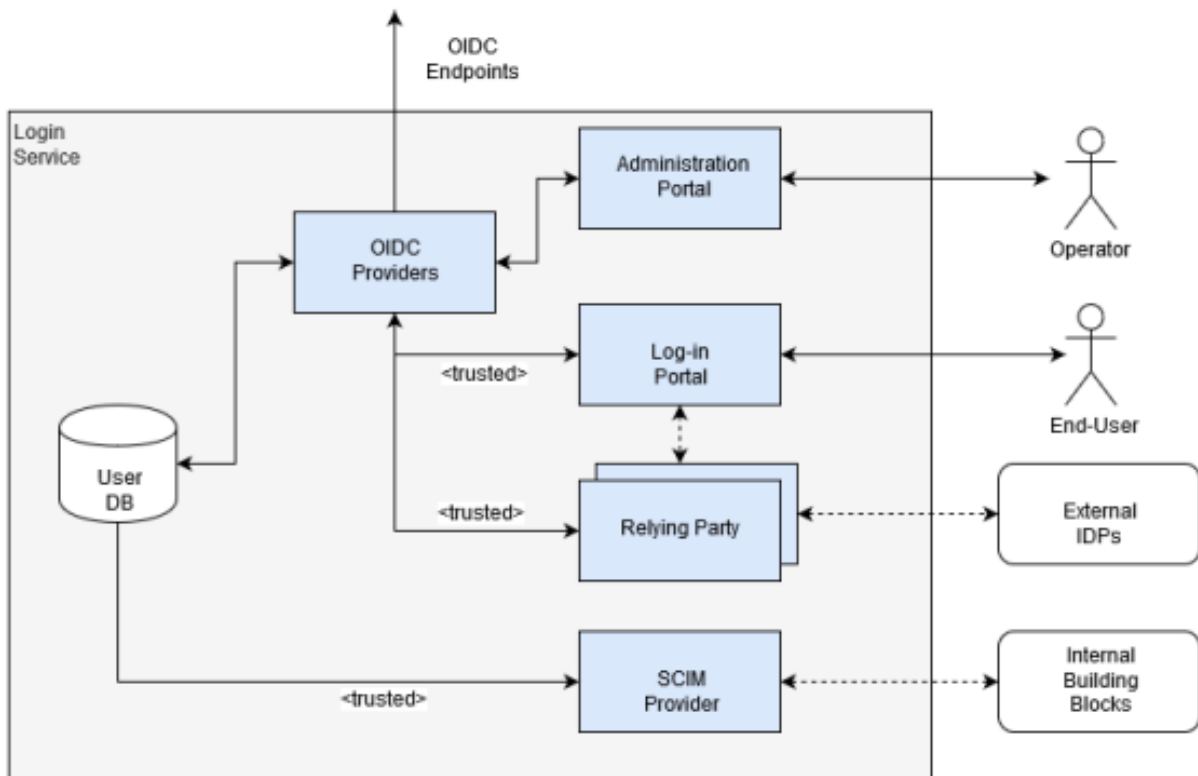 OIDC
Endpoints
Login
Service
Administration
Portal
Operator
OIDC
Providers
Log-in
Portal
<trusted>
End-User
User
DB
<trusted>
Relying Party
External
IDPs
SCIM
Provider
<trusted>
Internal
Building
Blocks